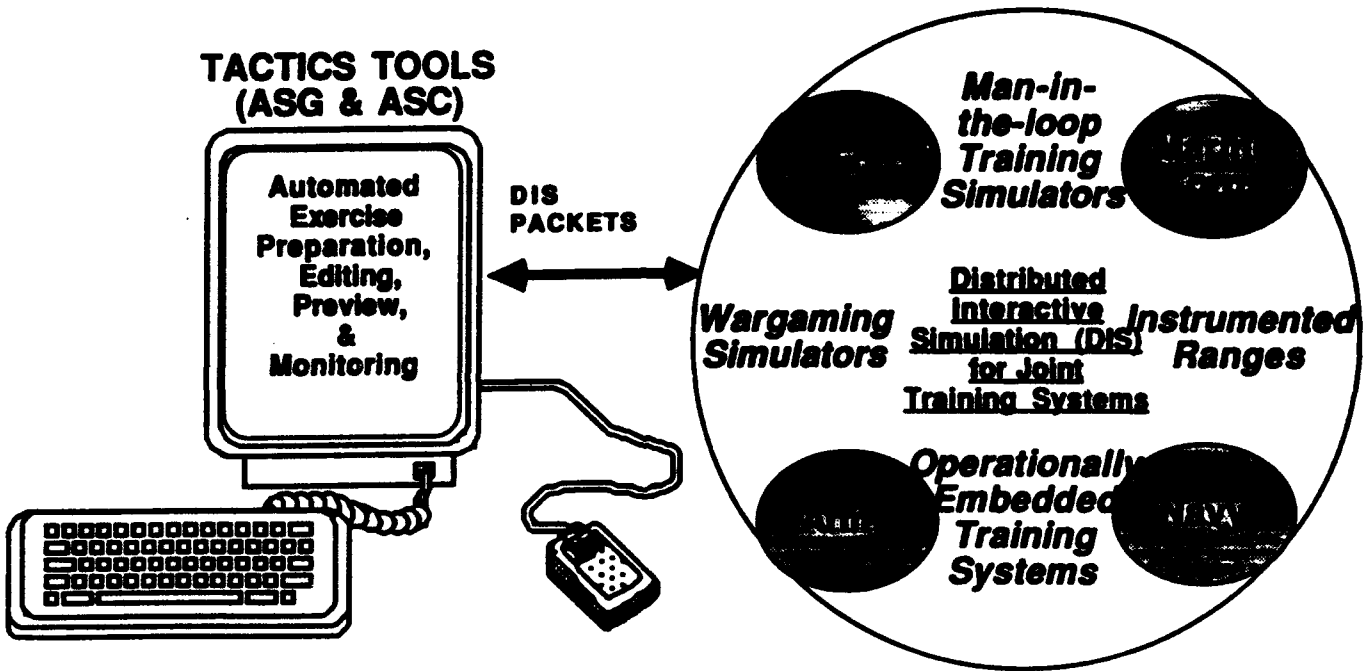 TACTICS TOOLS
(ASG & ASC)
Automated
Exercise
Preparation,
Editing,
Preview,
&
Monitoring
DIS
PACKETS
Man-in-
the-loop
Training
Simulators
Wargaming
Simulators
Distributed
Interactive
Simulation (DIS)
for Joint
Training Systems
Instrumented
Ranges
Operationally
Embedded
Training
Systems